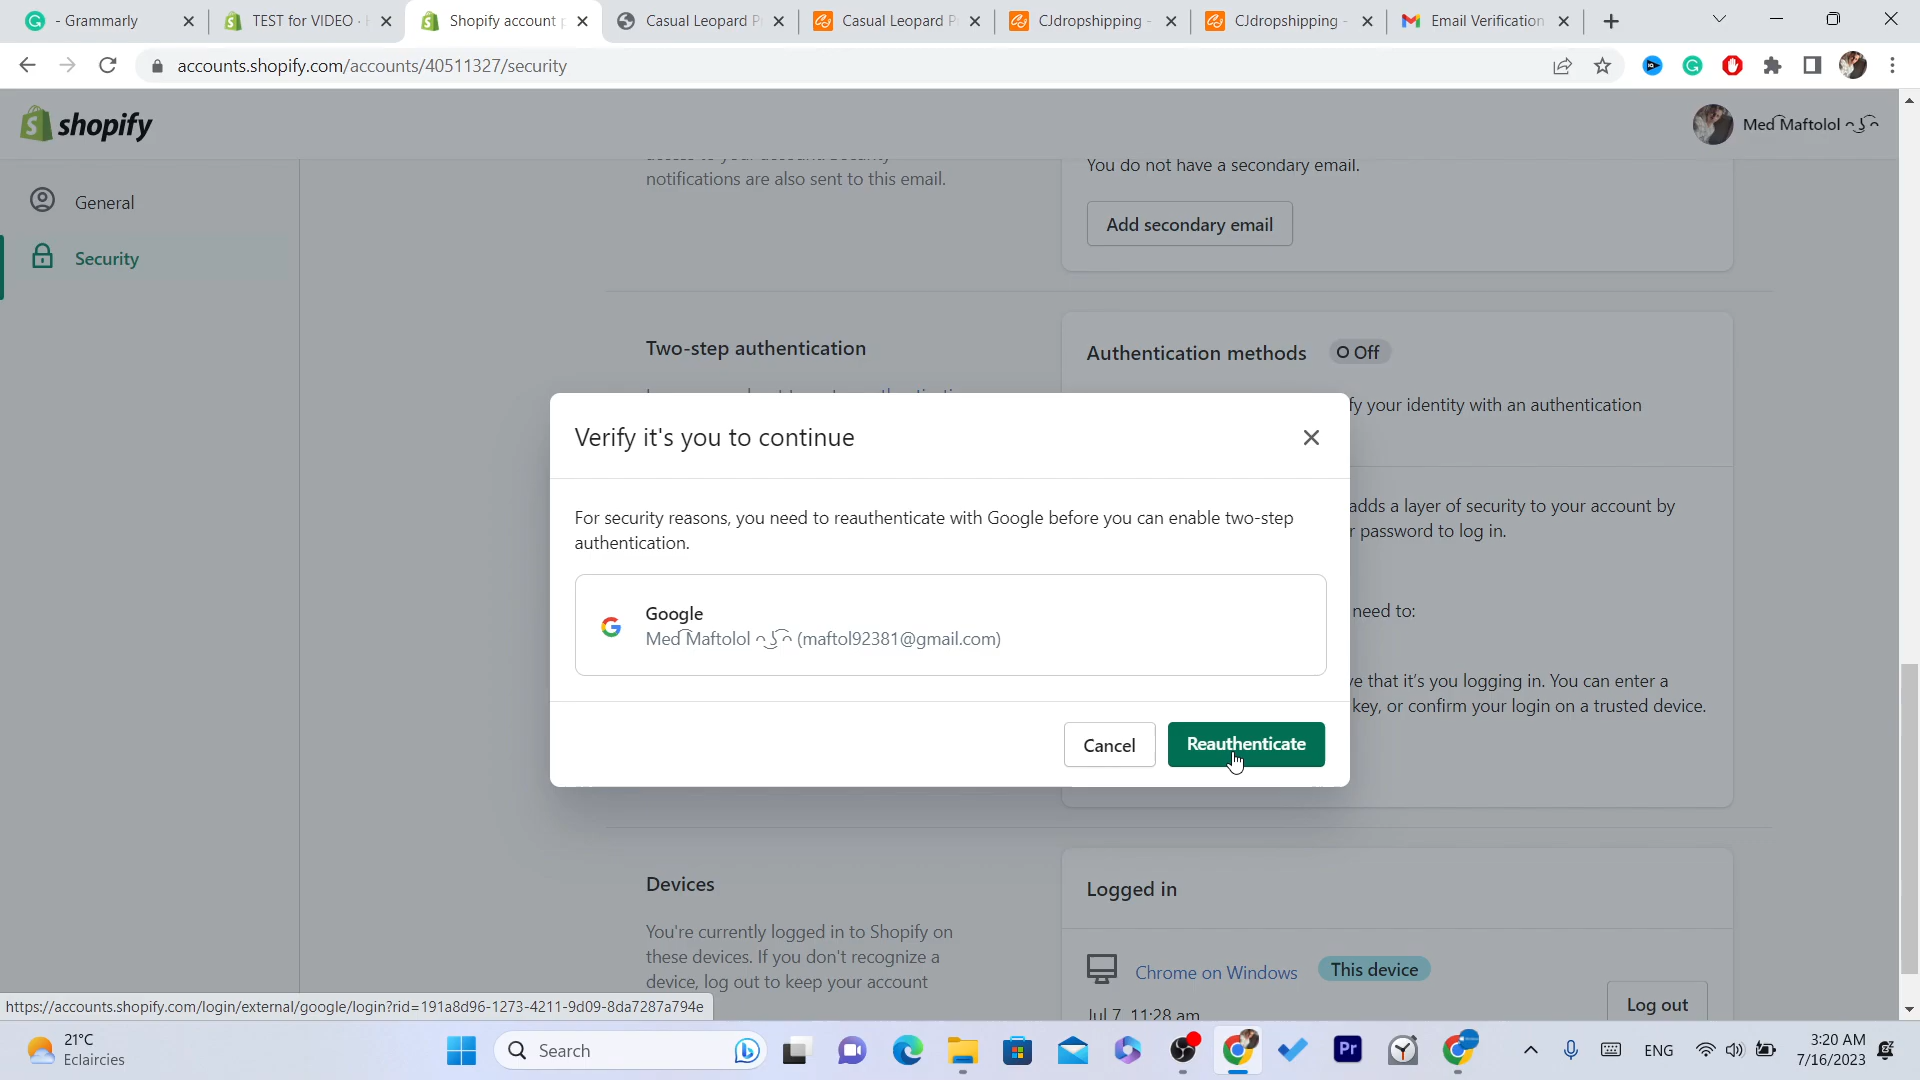 - Grammarly
TEST for VIDEO
Shopify account
Casual Leopard P
Casual Leopard P
CJdropshipping -
CJdropshipping -
Email Verification
accounts.shopify.com/accounts/40511327/security
shopify
Med Maftolol
General
Security
notifications are also sent to this email.
You do not have a secondary email.
Add secondary email
Two-step authentication
Authentication methods
Off
fy your identity with an authentication
adds a layer of security to your account by
r password to log in.
need to:
ve that it's you logging in. You can enter a
key, or confirm your login on a trusted device.
Verify it's you to continue
For security reasons, you need to reauthenticate with Google before you can enable two-step
authentication.
Google
Med Maftolol (maftol92381@gmail.com)
Cancel
Reauthenticate
Devices
You're currently logged in to Shopify on
these devices. If you don't recognize a
device, log out to keep your account
Logged in
Chrome on Windows
This device
Jul 7, 11:28 am
Log out
https://accounts.shopify.com/login/external/google/login?rid=191a8d96-1273-4211-9d09-8da7287a794e
21°C
Eclaircies
Search
Pr
ENG
3:20 AM
7/16/2023